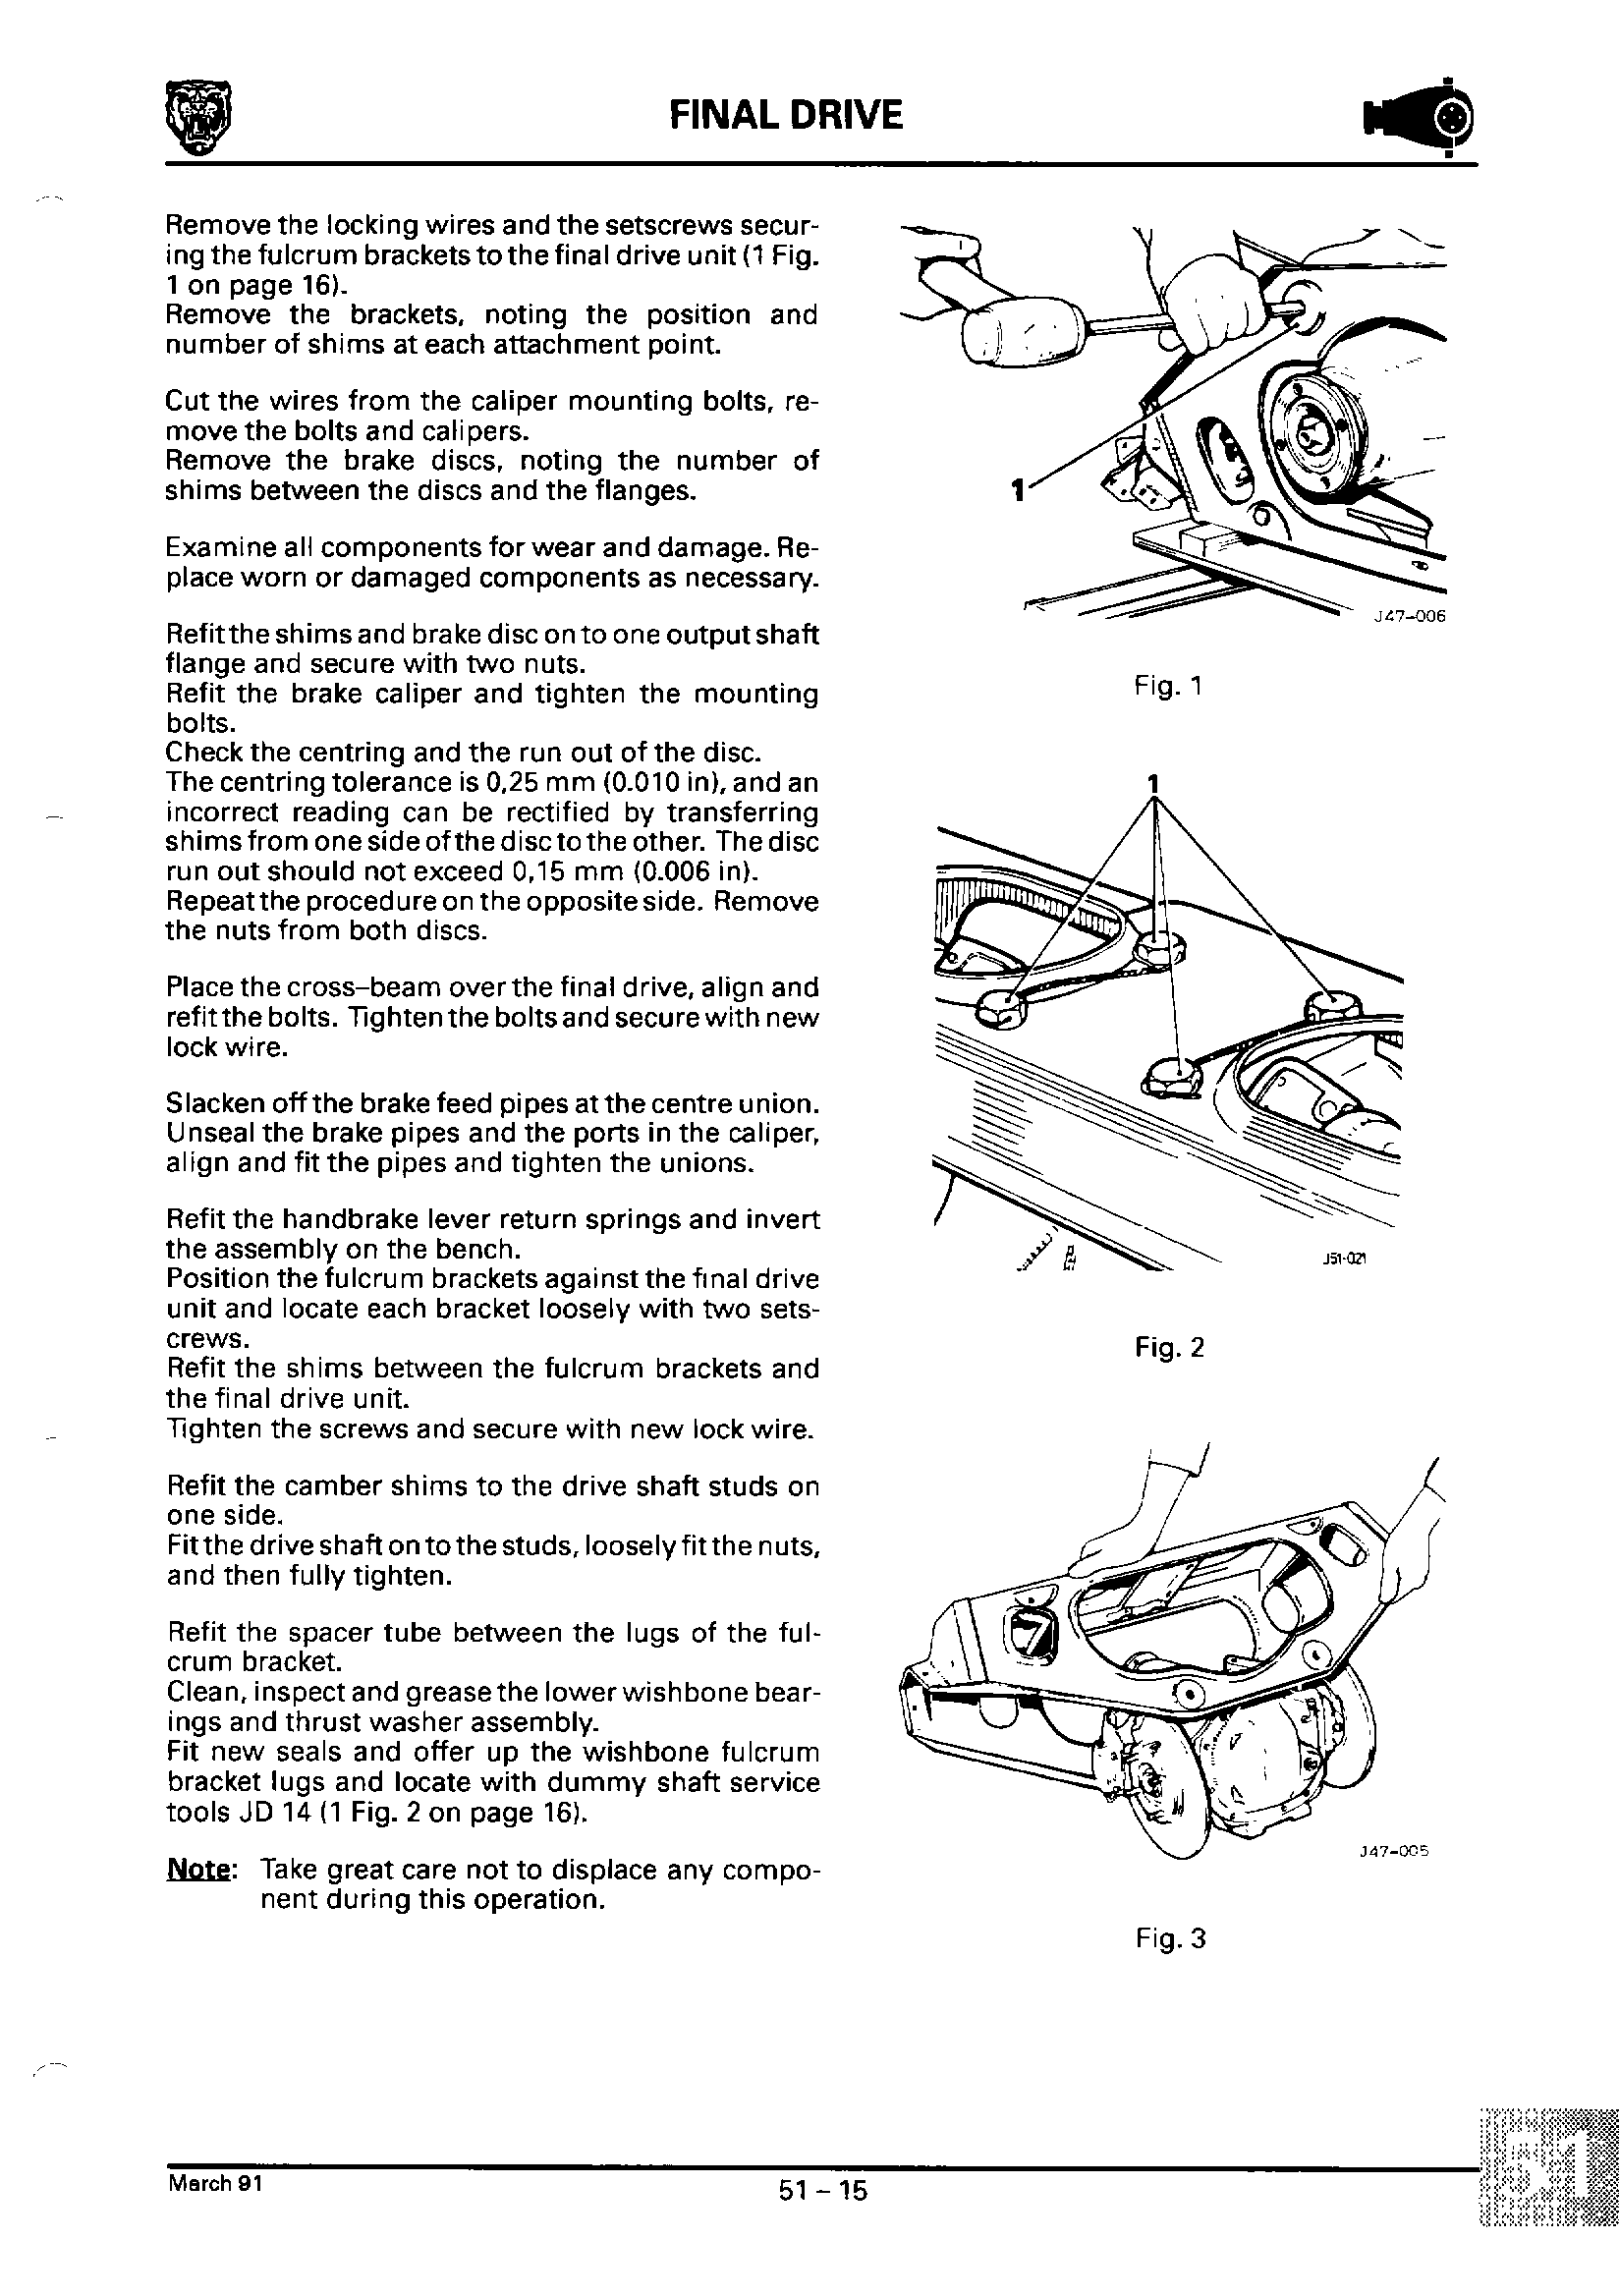 FINAL DRIVE
Remove the locking wires and the setscrews secur-
ing the fulcrum brackets to the final drive unit (1 Fig.
1 on page 16).
Remove the brackets, noting the position and
number of shims at each attachment point.
Cut the wires from the caliper mounting bolts, re-
move the bolts and calipers.
Remove the brake discs, noting the number of
shims between the discs and the flanges.
Examine all components for wear and damage. Re-
place worn or damaged components as necessary.
Refit the shims and brake disc on to one output shaft
flange and secure with two nuts.
Refit the brake caliper and tighten the mounting
bolts.
Check the centring and the run out of the disc.
The centring tolerance is 0,25 mm (0.010 in), and an
incorrect reading can be rectified by transferring
shims from one side of the disc to the other. The disc
run out should not exceed 0,15 mm (0.006 in).
Repeat the procedure on the opposite side. Remove
the nuts from both discs.
Place the cross–beam over the final drive, align and
refit the bolts. Tighten the bolts and secure with new
lock wire.
Slacken off the brake feed pipes at the centre union.
Unseal the brake pipes and the ports in the caliper,
align and fit the pipes and tighten the unions.
Refit the handbrake lever return springs and invert
the assembly on the bench.
Position the fulcrum brackets against the final drive
unit and locate each bracket loosely with two sets-
crews.
Refit the shims between the fulcrum brackets and
the final drive unit.
Tighten the screws and secure with new lock wire.
Refit the camber shims to the drive shaft studs on
one side.
Fit the drive shaft on to the studs, loosely fit the nuts,
and then fully tighten.
Refit the spacer tube between the lugs of the ful-
crum bracket.
Clean, inspect and grease the lower wishbone bear-
ings and thrust washer assembly.
Fit new seals and offer up the wishbone fulcrum
bracket lugs and locate with dummy shaft service
tools JD 14 (1 Fig. 2 on page 16).
Note: Take great care not to displace any compo-
nent during this operation.
1
J47-006
Fig. 1
1
J51-021
Fig. 2
J47-005
Fig. 3
March 91
51 – 15
51